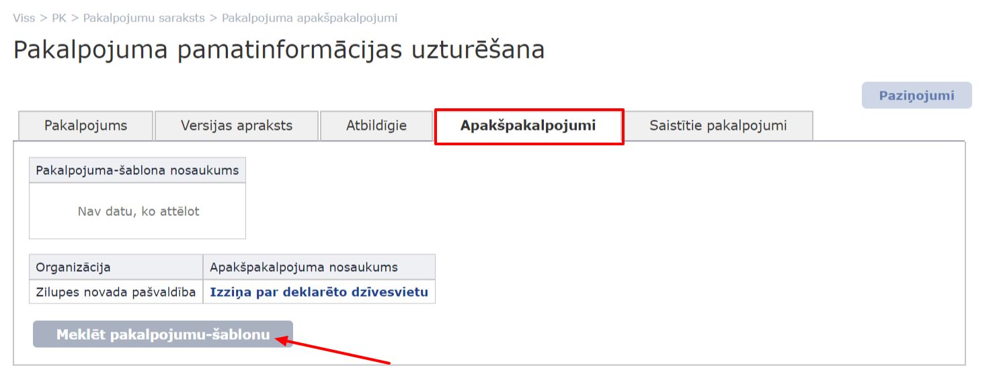 Viss > PK > Pakalpojumu saraksts > Pakalpojuma apakšpakalpojumi
Pakalpojuma pamatinformācijas uzturēšana
Paziņojumi
Pakalpojums Versijas apraksts Atbildīgie Apakšpakalpojumi Saistītie pakalpojumi
Pakalpojuma-šablona nosaukums
Nav datu, ko attēlot
Organizācija Apakšpakalpojuma nosaukums
Zilupes novada pašvaldība Izziņa par deklarēto dzīvesvietu
Meklēt pakalpojumu-šablonu